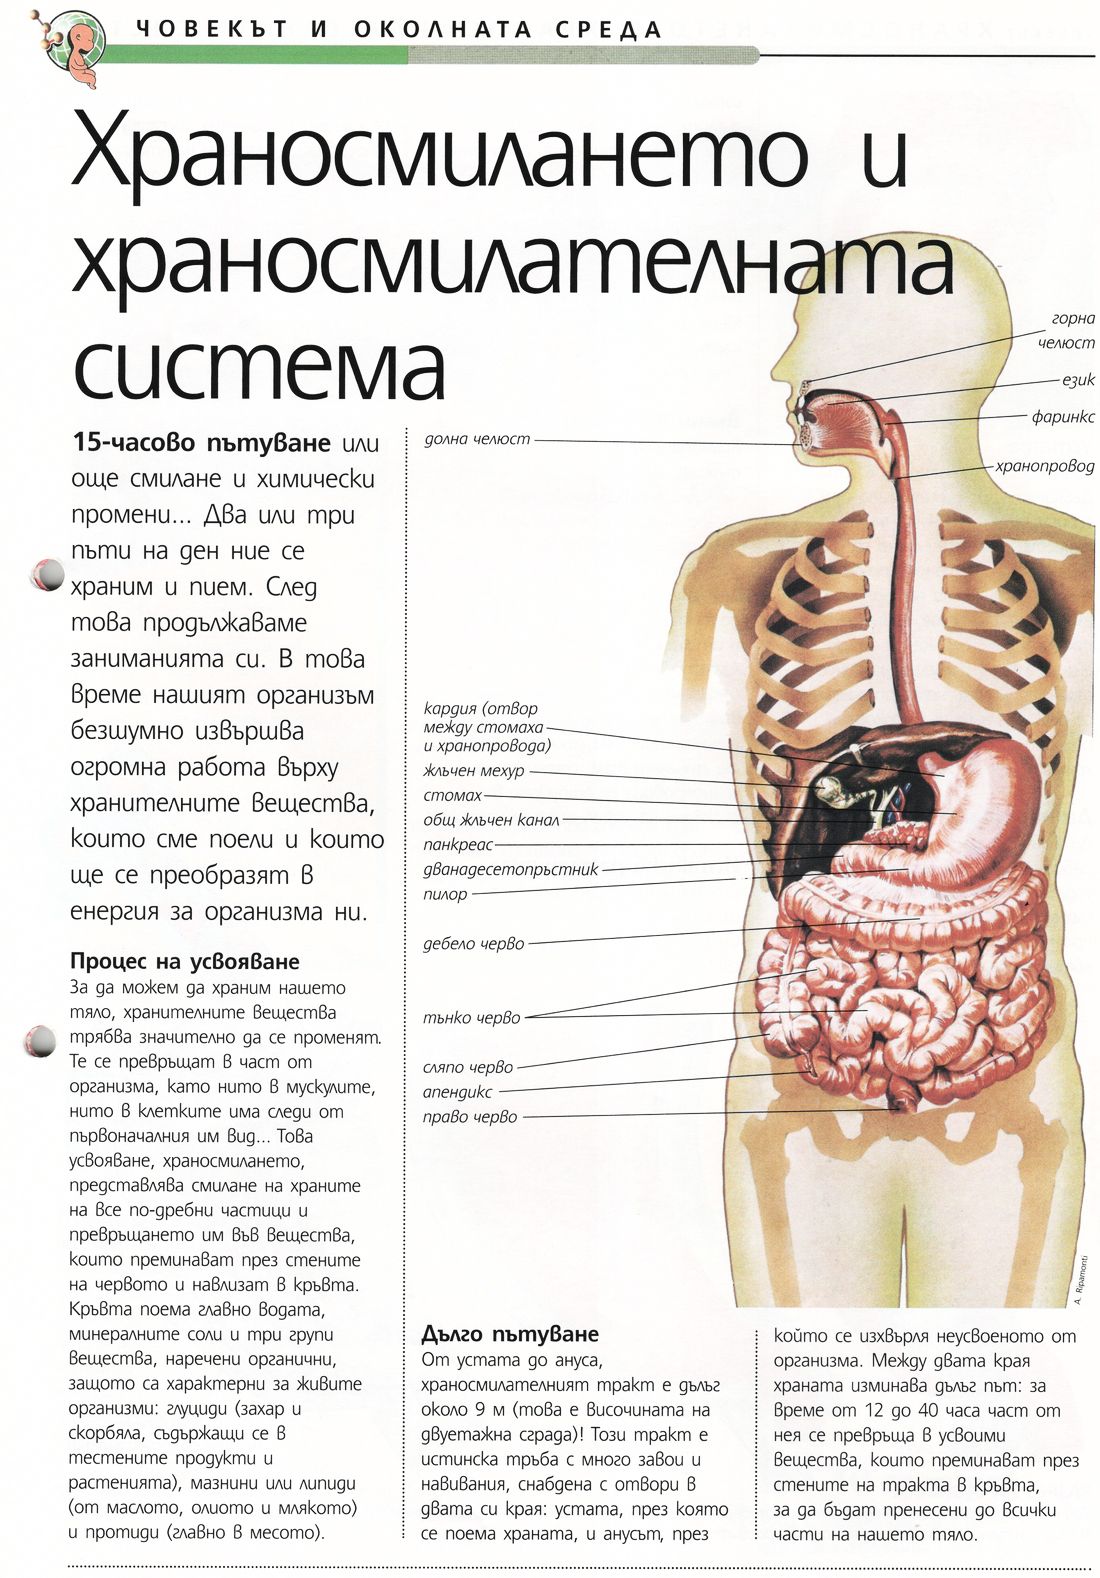 ЧОВЕКЪТ И ОКОЛНАТА СРЕДА
Храносмилането и
храносмилателната
система
15-часово пътуване или
още смилане и химически
промени... Два или три
пъти на ден ние се
храним и пием. След
това продължаваме
заниманията си. В това
време нашият организъм
безшумно извършва
огромна работа върху
хранителните вещества,
които сме поели и които
ще се преобразят в
енергия за организма ни.
Процес на усвояване
За да можем да храним нашето
тяло, хранителните вещества
трябва значително да се променят.
Те се превръщат в част от
организма, като нито в мускулите,
нито в клетките има следи от
първоначалния им вид... Това
усвояване, храносмилането,
представлява смилане на храните
на все по-дребни частици и
превръщането им във вещества,
които преминават през стените
на червото и навлизат в кръвта.
Кръвта поема главно водата,
минералните соли и три групи
вещества, наречени органични,
защото са характерни за живите
организми: глуциди (захар и
скорбяла, съдържащи се в
тестените продукти и
растенията), мазнини или липиди
(от маслото, олиото и млякото)
и протиди (главно в месото).
горна
челюст
език
фаринкс
хранопровод
долна челюст
кардия (отвор
между стомаха
и хранопровода)
жлъчен мехур
стомах
общ жлъчен канал
панкреас
дванадесетопръстник
пилор
дебело черво
тънко черво
сляпо черво
апендикс
право черво
A. Ripamonti
Дълго пътуване
От устата до ануса,
храносмилателният тракт е дълъг
около 9 м (това е височината на
двуетажна сграда)! Този тракт е
истинска тръба с много завои и
навивания, снабдена с отвори в
двата си края: устата, през която
се поема храната, и анусът, през
който се изхвърля неусвоеното от
организма. Между двата края
храната изминава дълъг път: за
време от 12 до 40 часа част от
нея се превръща в усвоими
вещества, които преминават през
стените на тракта в кръвта,
за да бъдат пренесени до всички
части на нашето тяло.